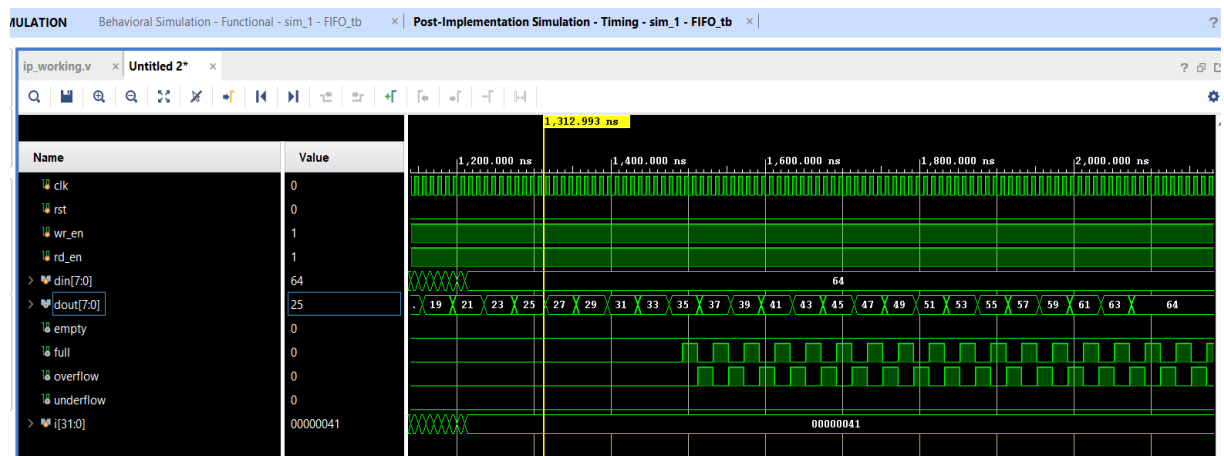 MULATION Behavioral Simulation - Functional - sim_1 - FIFO_tb × Post-Implementation Simulation - Timing - sim_1 - FIFO_tb × ?
ip_working.v × Untitled 2* × ?
1,312.993 ns
Name Value 1,200.000 ns 1,400.000 ns 1,600.000 ns 1,800.000 ns 2,000.000 ns
clk 0
rst 0
wr_en 1
rd_en 1
din[7:0] 64 64
dout[7:0] 25 . 19 21 23 25 27 29 31 33 35 37 39 41 43 45 47 49 51 53 55 57 59 61 63 64
empty 0
full 0
overflow 0
underflow 0
i[31:0] 00000041 00000041